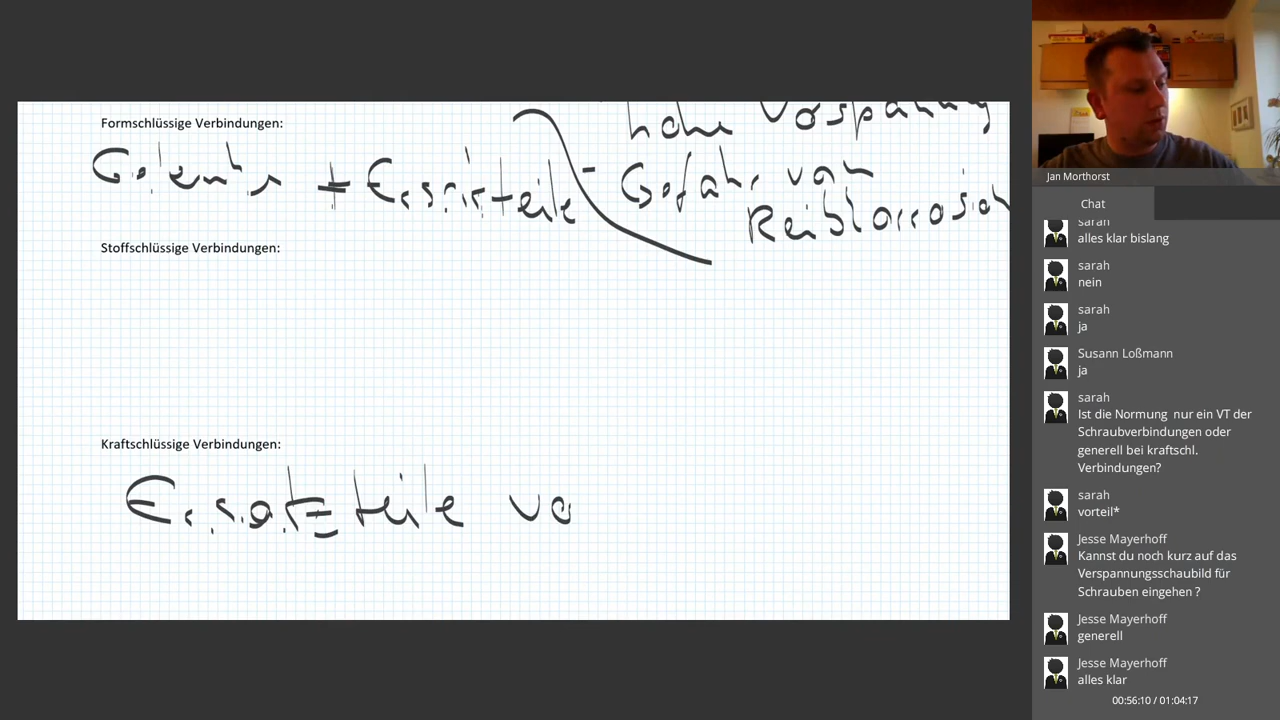 Formschlüssige Verbindungen:
hohe Vorspannung
Gelenke + Ersatzteile
- Gefahr von
Reibkorrosion
Stoffschlüssige Verbindungen:
Kraftschlüssige Verbindungen:
Ersatzteile vo
Jan Morthorst
Chat
sarah
alles klar bislang
sarah
nein
sarah
ja
Susann Loßmann
ja
sarah
Ist die Normung nur ein VT der
Schraubverbindungen oder
generell bei kraftschl.
Verbindungen?
sarah
vorteil*
Jesse Mayerhoff
Kannst du noch kurz auf das
Verspannungsschaubild für
Schrauben eingehen ?
Jesse Mayerhoff
generell
Jesse Mayerhoff
alles klar
00:56:10 / 01:04:17